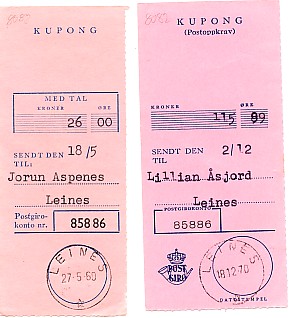 KUPONG
MED TAL
KRONER ØRE
26 00
SENDT DEN 18/5
TIL:
Jorun Aspenes
Leines
Postgiro-
konto nr. 85886
LEINES
27-5-60
KUPONG
(Postoppkrav)
KRONER ØRE
115 99
SENDT DEN 2/12
TIL
Lillian Åsjord
Leines
POSTGIROKONTO
85886
POST
GIRO
LEINES
18.12.70
DATOSTEMPEL